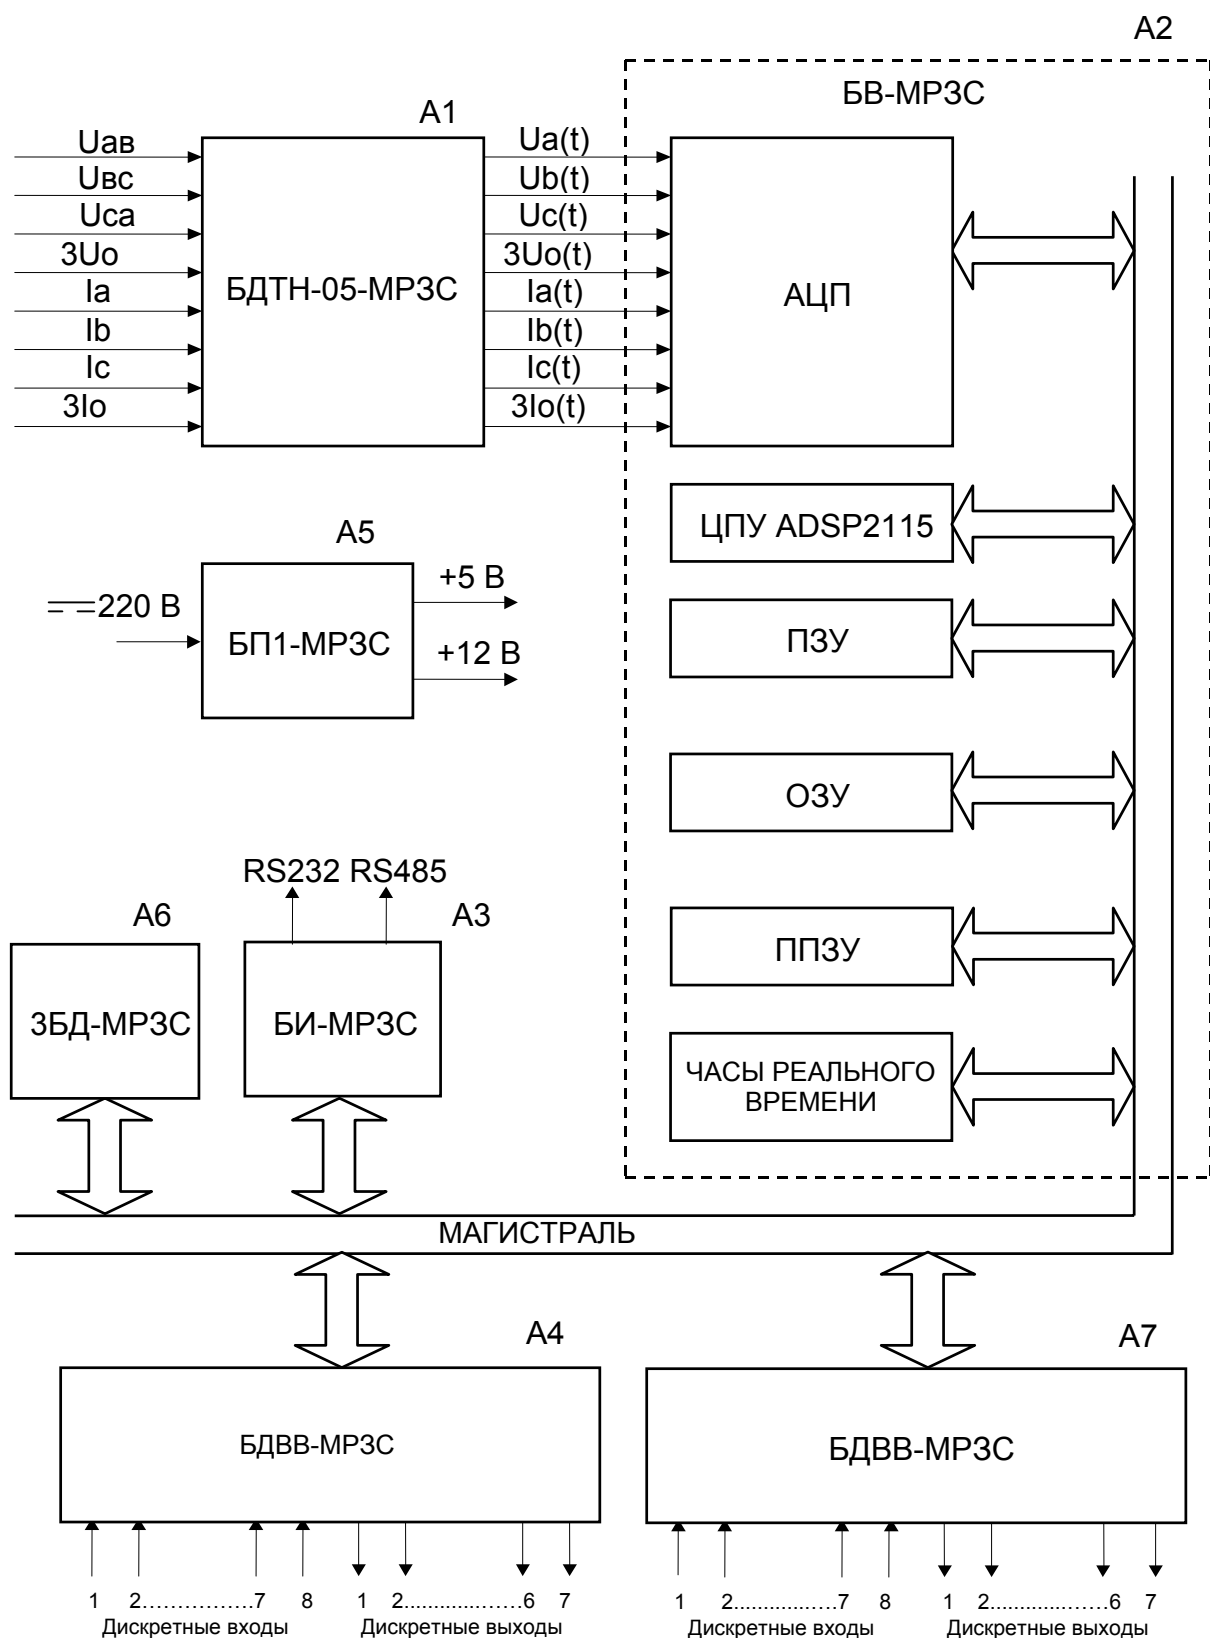 A2
БВ-МРЗС
A1
Uав
Uвс
Uса
3Uo
Ia
Ib
Ic
3Io
БДТН-05-МРЗС
Ua(t)
Ub(t)
Uc(t)
3Uo(t)
Ia(t)
Ib(t)
Ic(t)
3Io(t)
АЦП
ЦПУ ADSP2115
A5
220 В
БП1-МРЗС
+5 В
+12 В
ПЗУ
ОЗУ
RS232 RS485
A6
A3
ЗБД-МРЗС
БИ-МРЗС
ППЗУ
ЧАСЫ РЕАЛЬНОГО
ВРЕМЕНИ
МАГИСТРАЛЬ
A4
A7
БДВВ-МРЗС
БДВВ-МРЗС
1 2...............7 8 1 2...................6 7
Дискретные входы Дискретные выходы
1 2.................7 8 1 2...................6 7
Дискретные входы Дискретные выходы